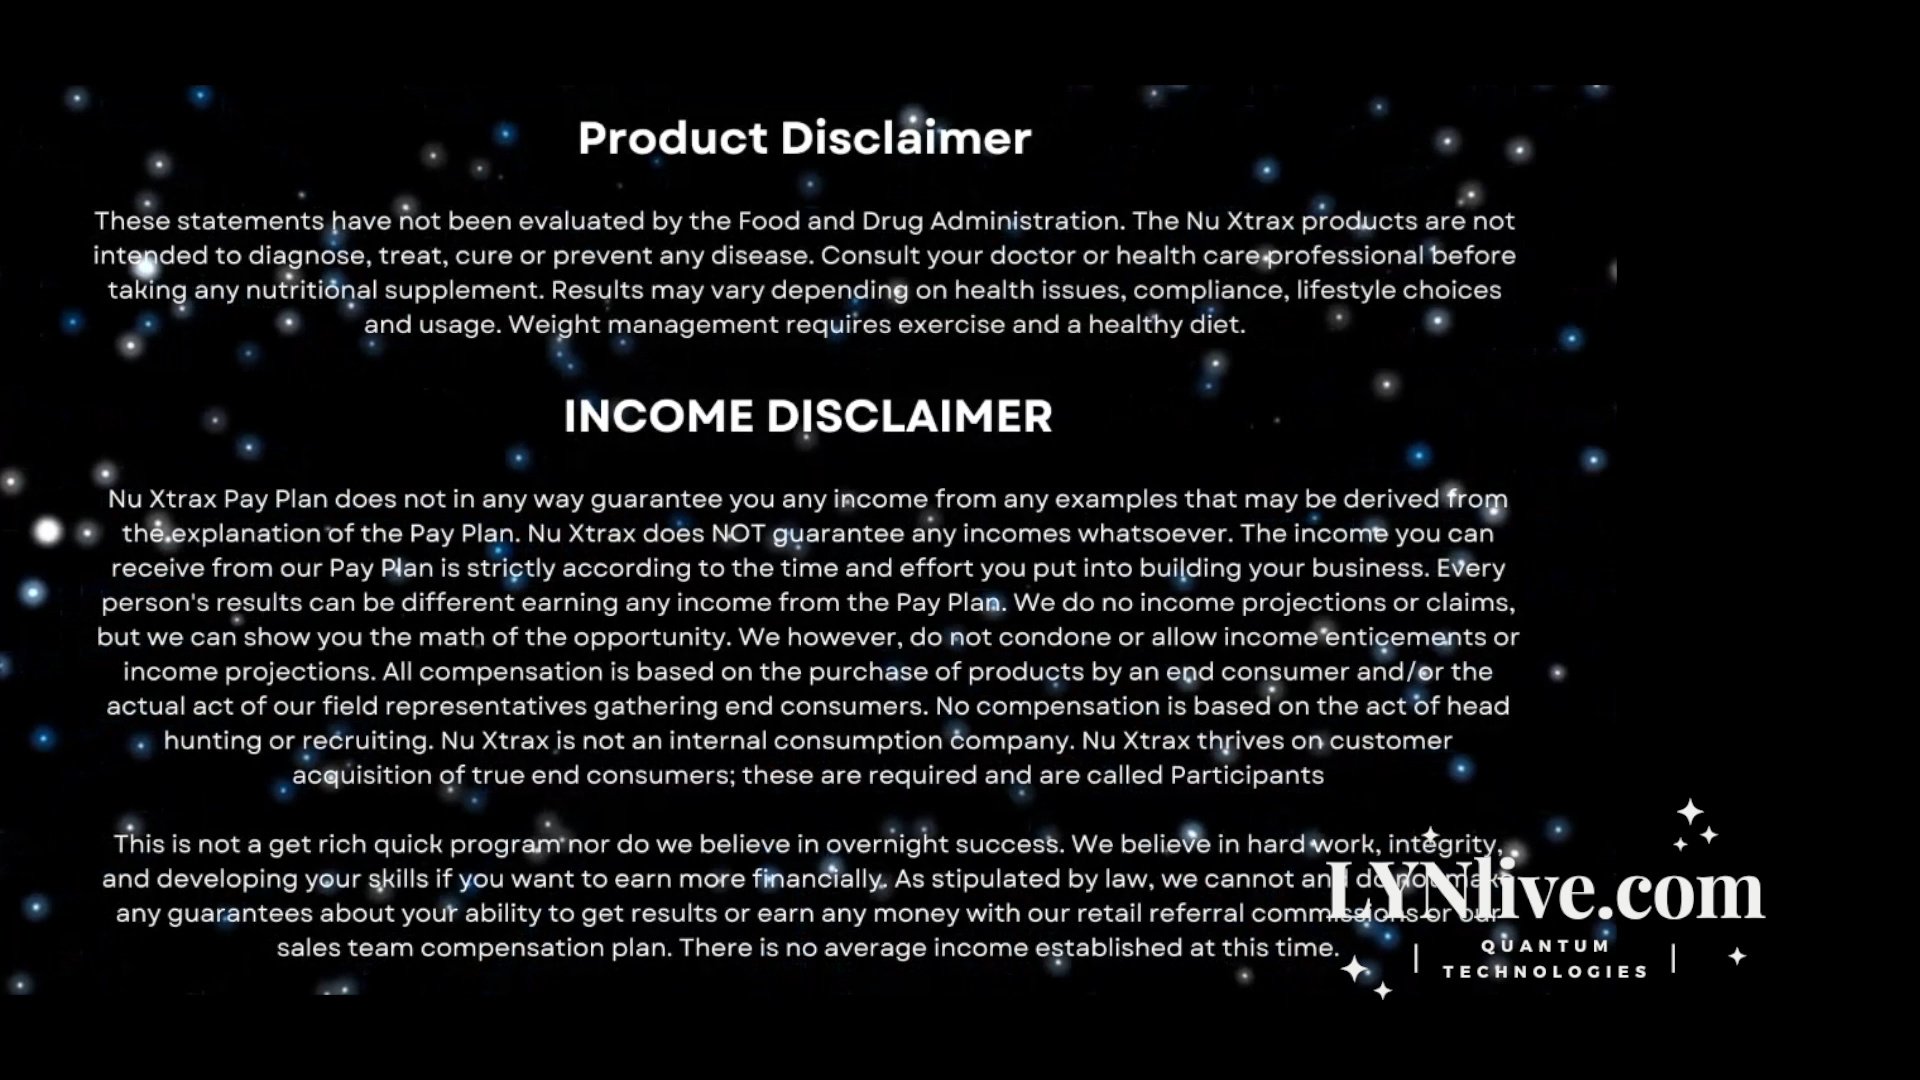 Product Disclaimer
These statements have not been evaluated by the Food and Drug Administration. The Nu Xtrax products are not
intended to diagnose, treat, cure or prevent any disease. Consult your doctor or health care professional before
taking any nutritional supplement. Results may vary depending on health issues, compliance, lifestyle choices
and usage. Weight management requires exercise and a healthy diet.
INCOME DISCLAIMER
Nu Xtrax Pay Plan does not in any way guarantee you any income from any examples that may be derived from
the explanation of the Pay Plan. Nu Xtrax does NOT guarantee any incomes whatsoever. The income you can
receive from our Pay Plan is strictly according to the time and effort you put into building your business. Every
person's results can be different earning any income from the Pay Plan. We do no income projections or claims,
but we can show you the math of the opportunity. We however, do not condone or allow income enticements or
income projections. All compensation is based on the purchase of products by an end consumer and/or the
actual act of our field representatives gathering end consumers. No compensation is based on the act of head
hunting or recruiting. Nu Xtrax is not an internal consumption company. Nu Xtrax thrives on customer
acquisition of true end consumers; these are required and are called Participants
This is not a get rich quick program nor do we believe in overnight success. We believe in hard work, integrity,
and developing your skills if you want to earn more financially. As stipulated by law, we cannot and do not make
any guarantees about your ability to get results or earn any money with our retail referral commissions or our
sales team compensation plan. There is no average income established at this time.
LYNlive.com
QUANTUM
TECHNOLOGIES